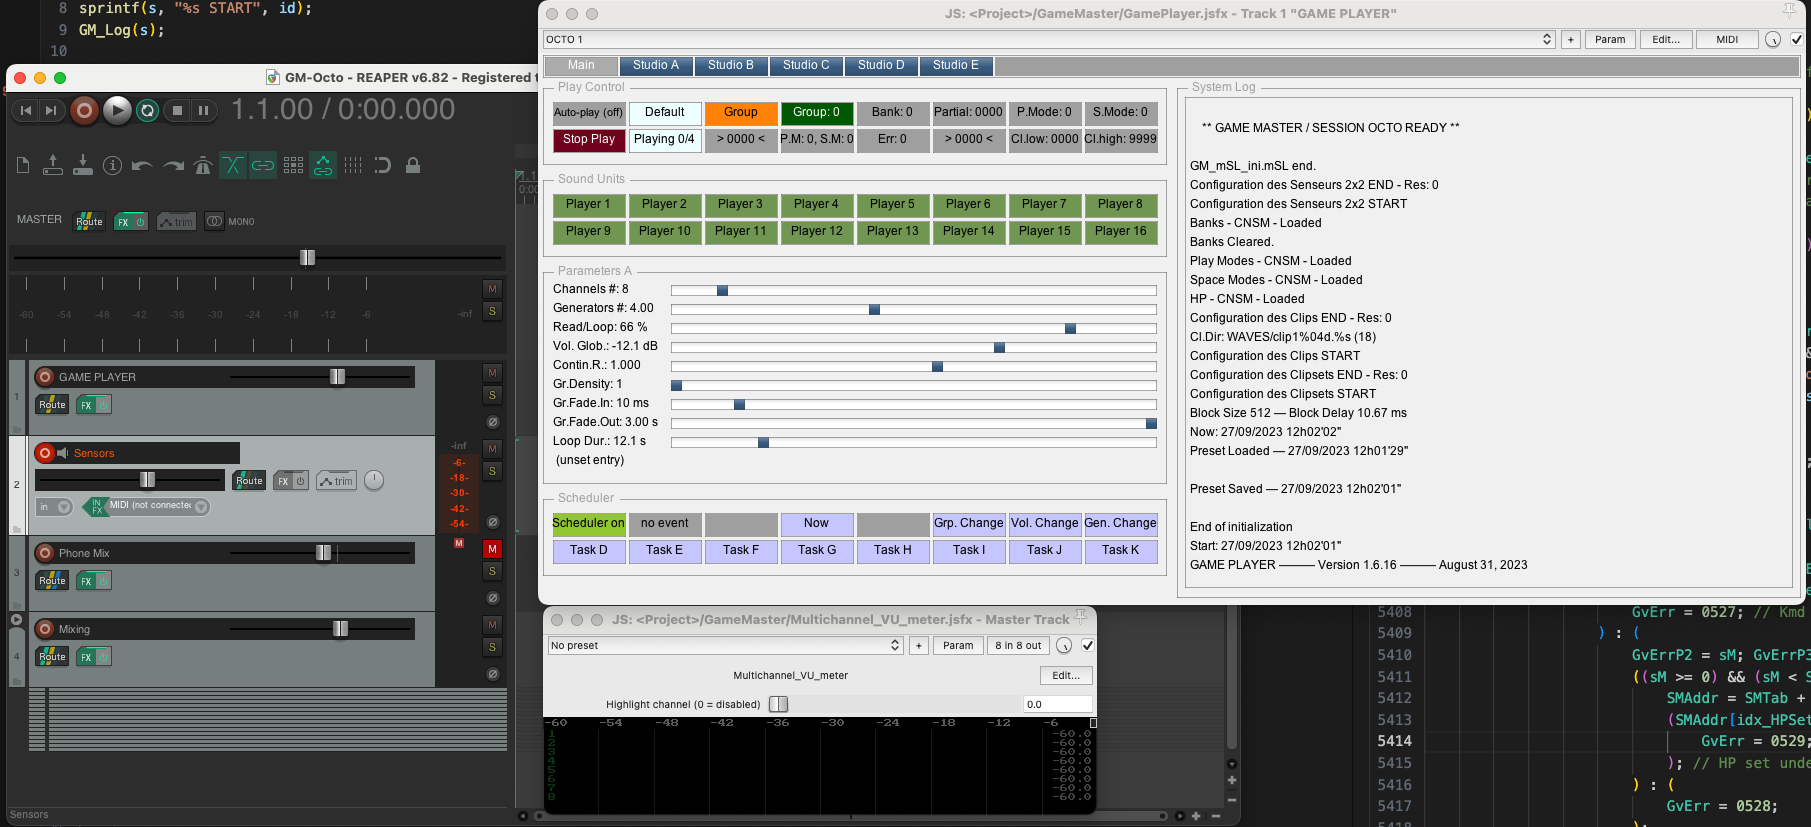 8 sprintf(s, "%s START", id);
9 GM_Log(s);
10
GM-Octo - REAPER v6.82 - Registered t
1.1.00 / 0:00.000
MASTER Route FX trim MONO
-60 -54 -48 -42 -36 -30 -24 -18 -12 -6 -inf
M
S
1 GAME PLAYER M
Route FX S
2 Sensors -inf M
-6-
-18-
-30-
-42-
-54-
S
Route FX trim
in IN FX MIDI (not connected
M
3 Phone Mix M
Route FX S
4 Mixing M
Route FX S
Sensors
JS: <Project>/GameMaster/GamePlayer.jsfx - Track 1 "GAME PLAYER"
OCTO 1 + Param Edit... MIDI
Main Studio A Studio B Studio C Studio D Studio E
Play Control
Auto-play (off) Default Group Group: 0 Bank: 0 Partial: 0000 P.Mode: 0 S.Mode: 0
Stop Play Playing 0/4 > 0000 < P.M: 0, S.M: 0 Err: 0 > 0000 < Cl.low: 0000 Cl.high: 9999
Sound Units
Player 1 Player 2 Player 3 Player 4 Player 5 Player 6 Player 7 Player 8
Player 9 Player 10 Player 11 Player 12 Player 13 Player 14 Player 15 Player 16
Parameters A
Channels #: 8
Generators #: 4.00
Read/Loop: 66 %
Vol. Glob.: -12.1 dB
Contin.R.: 1.000
Gr.Density: 1
Gr.Fade.In: 10 ms
Gr.Fade.Out: 3.00 s
Loop Dur.: 12.1 s
(unset entry)
Scheduler
Scheduler on no event Now Grp. Change Vol. Change Gen. Change
Task D Task E Task F Task G Task H Task I Task J Task K
System Log
** GAME MASTER / SESSION OCTO READY **
GM_mSL_ini.mSL end.
Configuration des Senseurs 2x2 END - Res: 0
Configuration des Senseurs 2x2 START
Banks - CNSM - Loaded
Banks Cleared.
Play Modes - CNSM - Loaded
Space Modes - CNSM - Loaded
HP - CNSM - Loaded
Configuration des Clips END - Res: 0
Cl.Dir: WAVES/clip1%04d.%s (18)
Configuration des Clips START
Configuration des Clipsets END - Res: 0
Configuration des Clipsets START
Block Size 512 — Block Delay 10.67 ms
Now: 27/09/2023 12h02'02"
Preset Loaded — 27/09/2023 12h01'29"
Preset Saved — 27/09/2023 12h02'01"
End of initialization
Start: 27/09/2023 12h02'01"
GAME PLAYER ——— Version 1.6.16 ——— August 31, 2023
JS: <Project>/GameMaster/Multichannel_VU_meter.jsfx - Master Track
No preset + Param 8 in 8 out
Multichannel_VU_meter Edit...
Highlight channel (0 = disabled) 0.0
-60 -54 -48 -42 -36 -30 -24 -18 -12 -6 0
1 -60.0
2 -60.0
3 -60.0
4 -60.0
5 -60.0
6 -60.0
7 -60.0
8 -60.0
5408 GvErr = 0527; // Kmd
5409 ) : (
5410 GvErrP2 = sM; GvErrP3
5411 ((sM >= 0) && (sM < S
5412 SMAddr = SMTab +
5413 (SMAddr[idx_HPSet
5414 GvErr = 0529;
5415 ); // HP set unde
5416 ) : (
5417 GvErr = 0528;